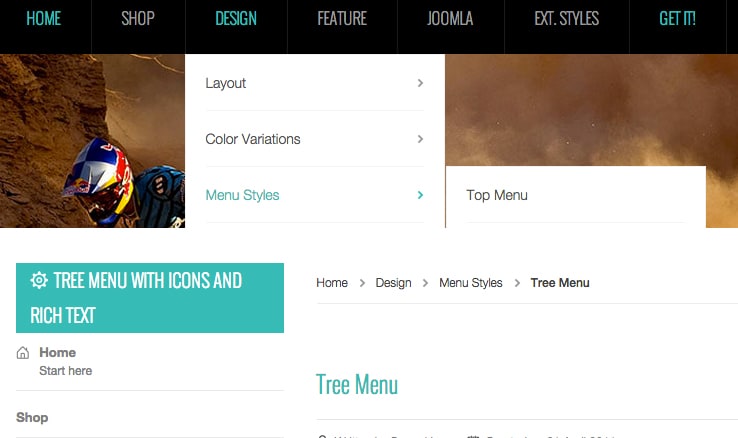 HOME SHOP DESIGN FEATURE JOOMLA EXT. STYLES GET IT!
Layout
Color Variations
Menu Styles
Top Menu
TREE MENU WITH ICONS AND
RICH TEXT
Home
Start here
Shop
Home Design Menu Styles Tree Menu
Tree Menu